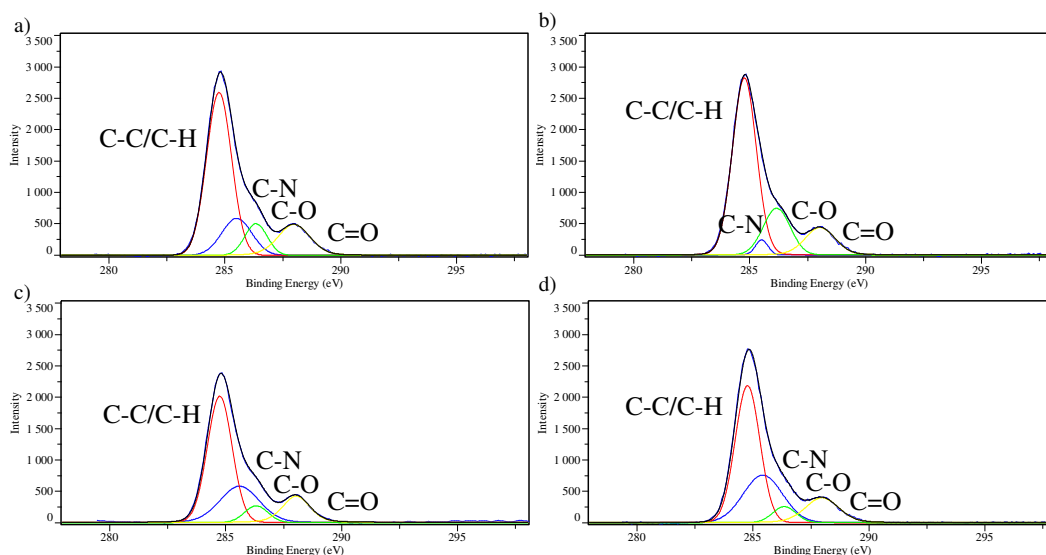 a)
3 500
3 000
2 500
2 000
1 500
1 000
500
0
Intensity
C-C/C-H
C-N
C-O
C=O
280
285
290
295
Binding Energy (eV)
b)
3 500
3 000
2 500
2 000
1 500
1 000
500
0
Intensity
C-C/C-H
C-N
C-O
C=O
280
285
290
295
Binding Energy (eV)
c)
3 500
3 000
2 500
2 000
1 500
1 000
500
0
Intensity
C-C/C-H
C-N
C-O
C=O
280
285
290
295
Binding Energy (eV)
d)
3 500
3 000
2 500
2 000
1 500
1 000
500
0
Intensity
C-C/C-H
C-N
C-O
C=O
280
285
290
295
Binding Energy (eV)